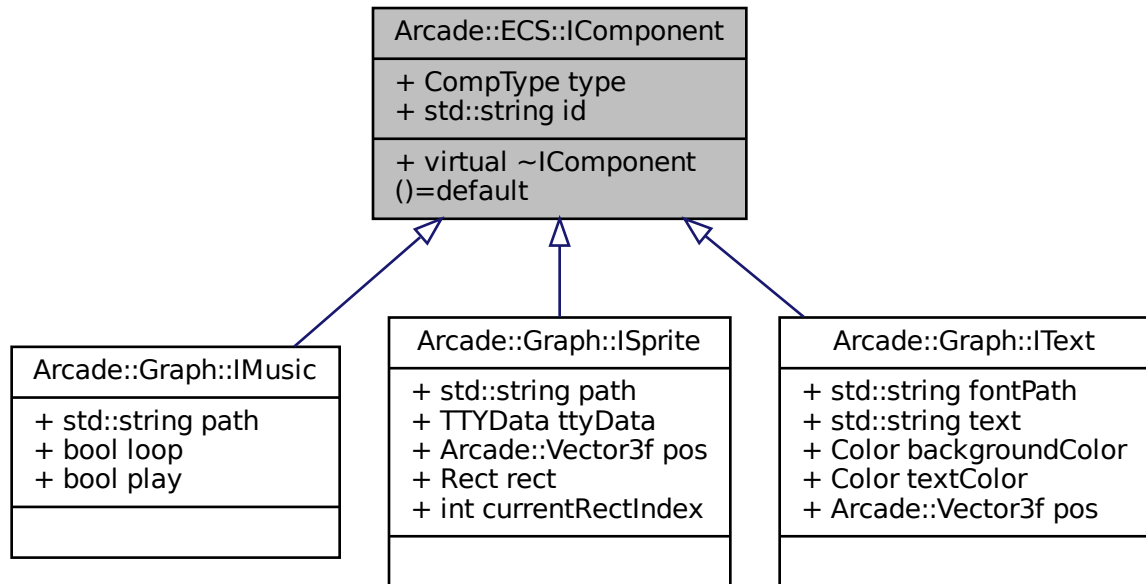 Arcade::ECS::IComponent
+ CompType type
+ std::string id
+ virtual ~IComponent
()=default
Arcade::Graph::IMusic
+ std::string path
+ bool loop
+ bool play
Arcade::Graph::ISprite
+ std::string path
+ TTYData ttyData
+ Arcade::Vector3f pos
+ Rect rect
+ int currentRectIndex
Arcade::Graph::IText
+ std::string fontPath
+ std::string text
+ Color backgroundColor
+ Color textColor
+ Arcade::Vector3f pos